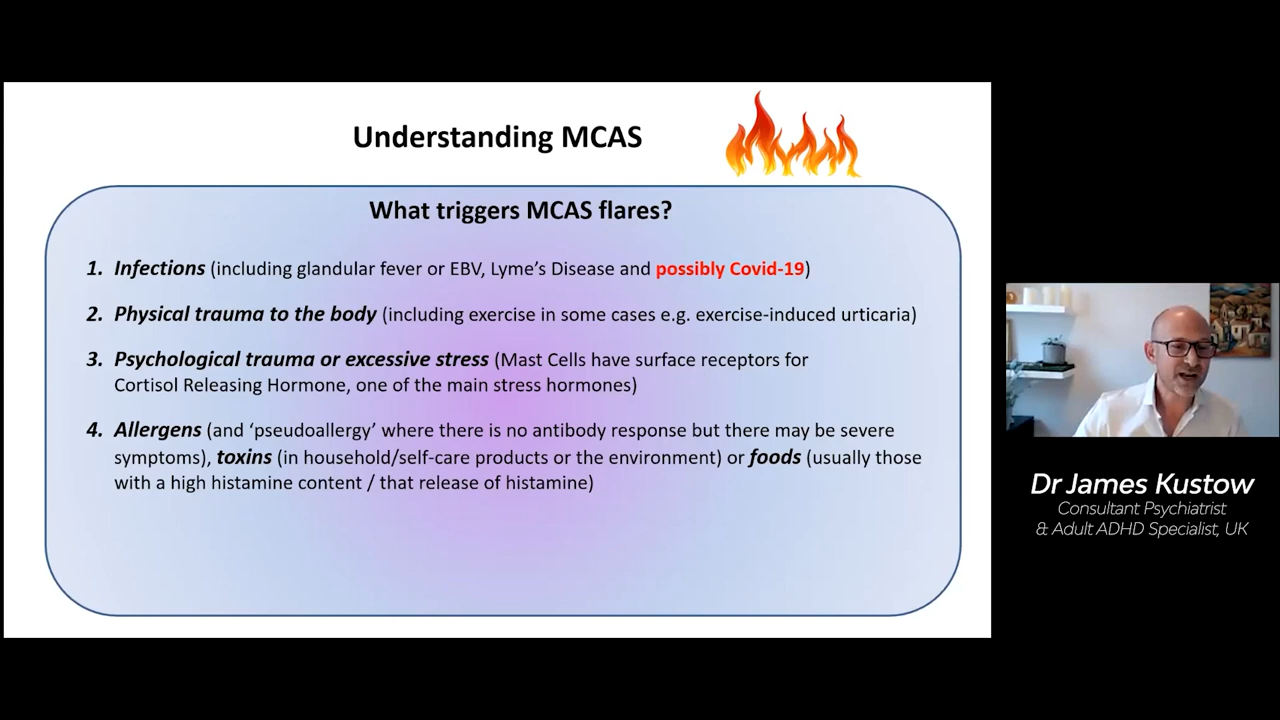 Understanding MCAS
What triggers MCAS flares?
1. Infections (including glandular fever or EBV, Lyme's Disease and possibly Covid-19)
2. Physical trauma to the body (including exercise in some cases e.g. exercise-induced urticaria)
3. Psychological trauma or excessive stress (Mast Cells have surface receptors for
Cortisol Releasing Hormone, one of the main stress hormones)
4. Allergens (and ‘pseudoallergy’ where there is no antibody response but there may be severe
symptoms), toxins (in household/self-care products or the environment) or foods (usually those
with a high histamine content / that release of histamine)
Dr James Kustow
Consultant Psychiatrist
& Adult ADHD Specialist, UK